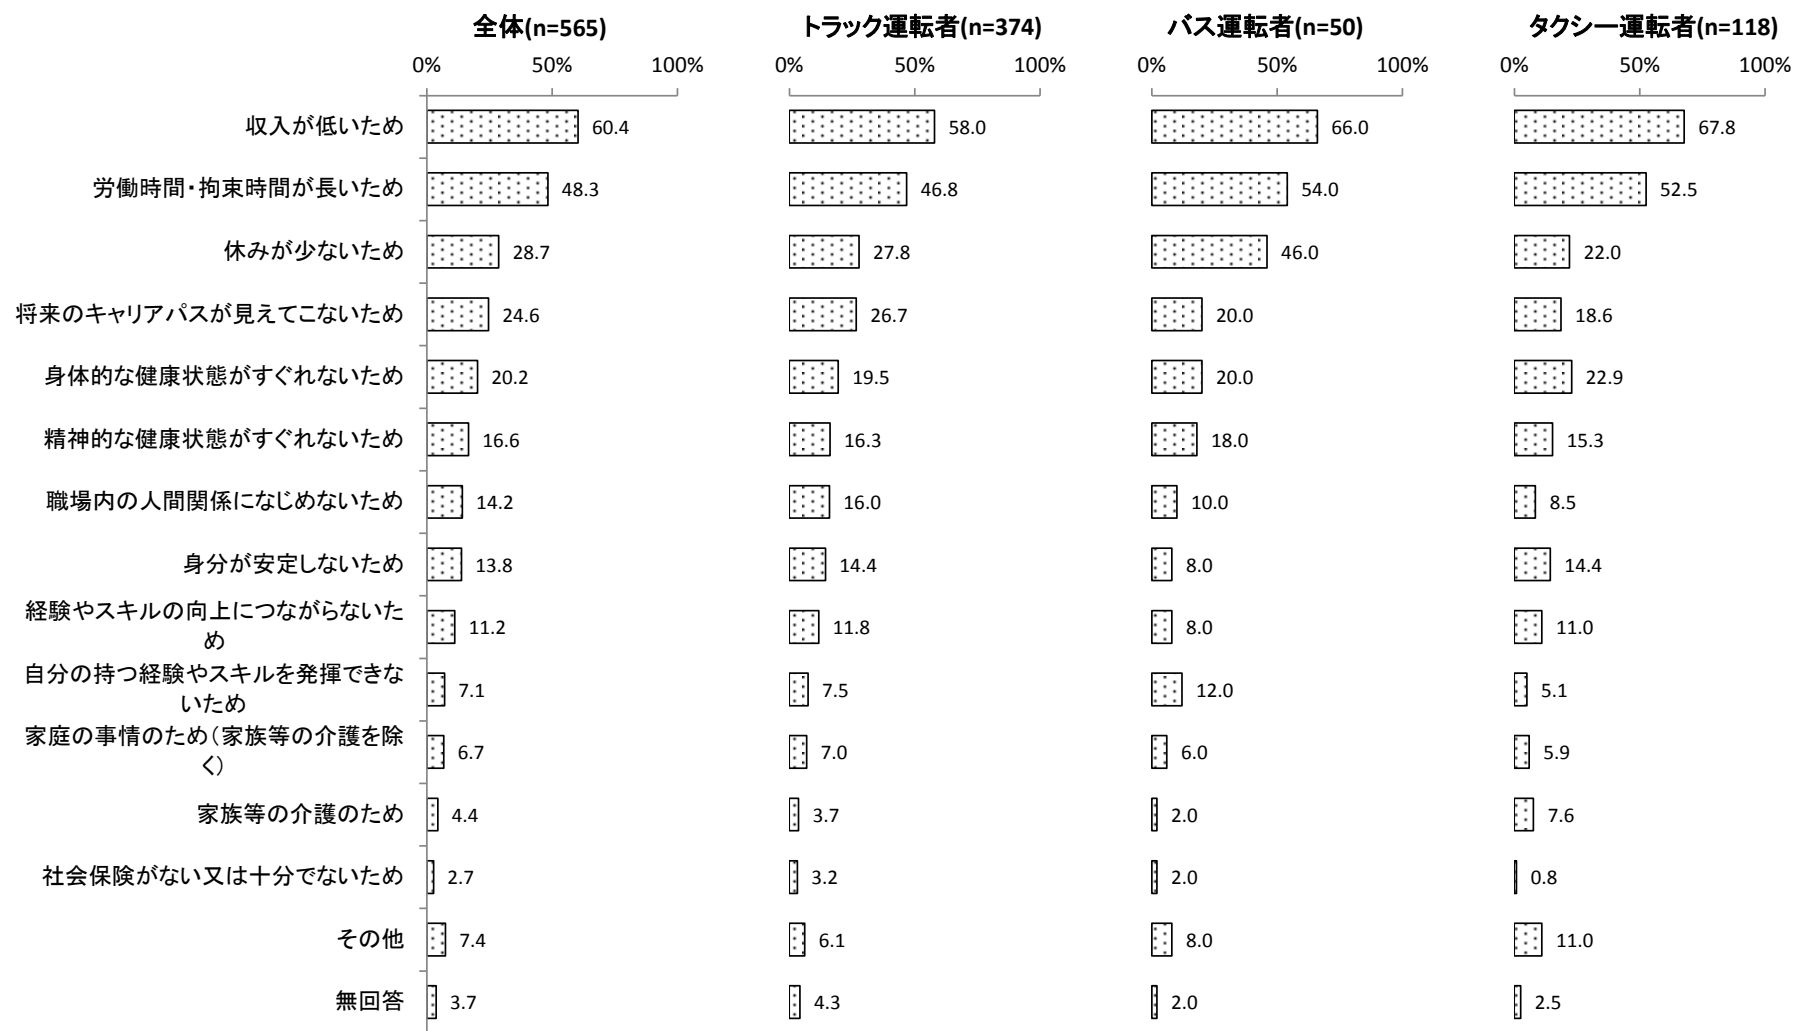 全体(n=565) トラック運転者(n=374) バス運転者(n=50) タクシー運転者(n=118)
0% 50% 100% 0% 50% 100% 0% 50% 100% 0% 50% 100%
収入が低いため 60.4 58.0 66.0 67.8
労働時間・拘束時間が長いため 48.3 46.8 54.0 52.5
休みが少ないため 28.7 27.8 46.0 22.0
将来のキャリアパスが見えてこないため 24.6 26.7 20.0 18.6
身体的な健康状態がすぐれないため 20.2 19.5 20.0 22.9
精神的な健康状態がすぐれないため 16.6 16.3 18.0 15.3
職場内の人間関係になじめないため 14.2 16.0 10.0 8.5
身分が安定しないため 13.8 14.4 8.0 14.4
経験やスキルの向上につながらないた
め 11.2 11.8 8.0 11.0
自分の持つ経験やスキルを発揮できな
いため 7.1 7.5 12.0 5.1
家庭の事情のため(家族等の介護を除
く) 6.7 7.0 6.0 5.9
家族等の介護のため 4.4 3.7 2.0 7.6
社会保険がない又は十分でないため 2.7 3.2 2.0 0.8
その他 7.4 6.1 8.0 11.0
無回答 3.7 4.3 2.0 2.5